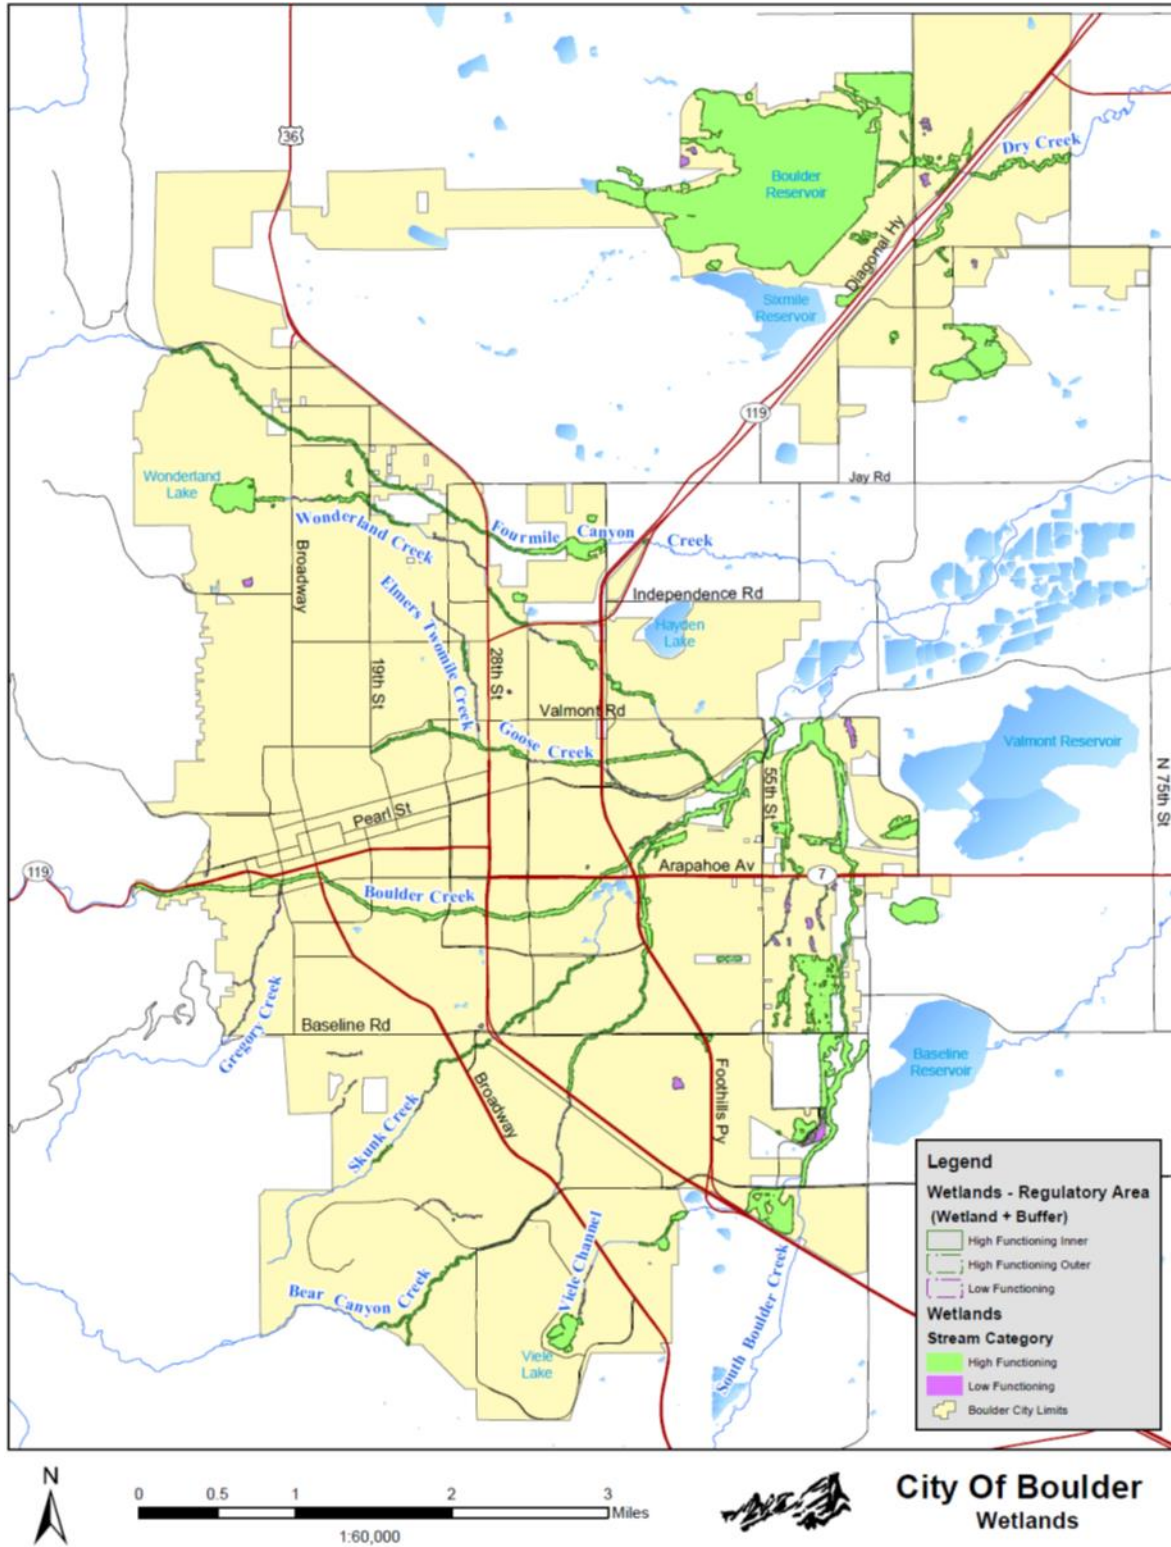 36
Dry Creek
Boulder
Reservoir
Diagonal Hy
Sixmile
Reservoir
119
Jay Rd
Wonderland
Lake
Wonderland Creek
Fourmile Canyon Creek
Broadway
Elmers Twomile Creek
Independence Rd
Hayden
Lake
19th St
28th St
Valmont Rd
Goose Creek
Valmont Reservoir
55th St
N 75th St
Pearl St
119
Arapahoe Av
7
Boulder Creek
Gregory Creek
Baseline Rd
Baseline
Reservoir
Broadway
Foothills Py
Skunk Creek
Viele Channel
Bear Canyon Creek
South Boulder Creek
Viele
Lake
Legend
Wetlands - Regulatory Area
(Wetland + Buffer)
High Functioning Inner
High Functioning Outer
Low Functioning
Wetlands
Stream Category
High Functioning
Low Functioning
Boulder City Limits
N
0 0.5 1 2 3
Miles
1:60,000
City Of Boulder
Wetlands